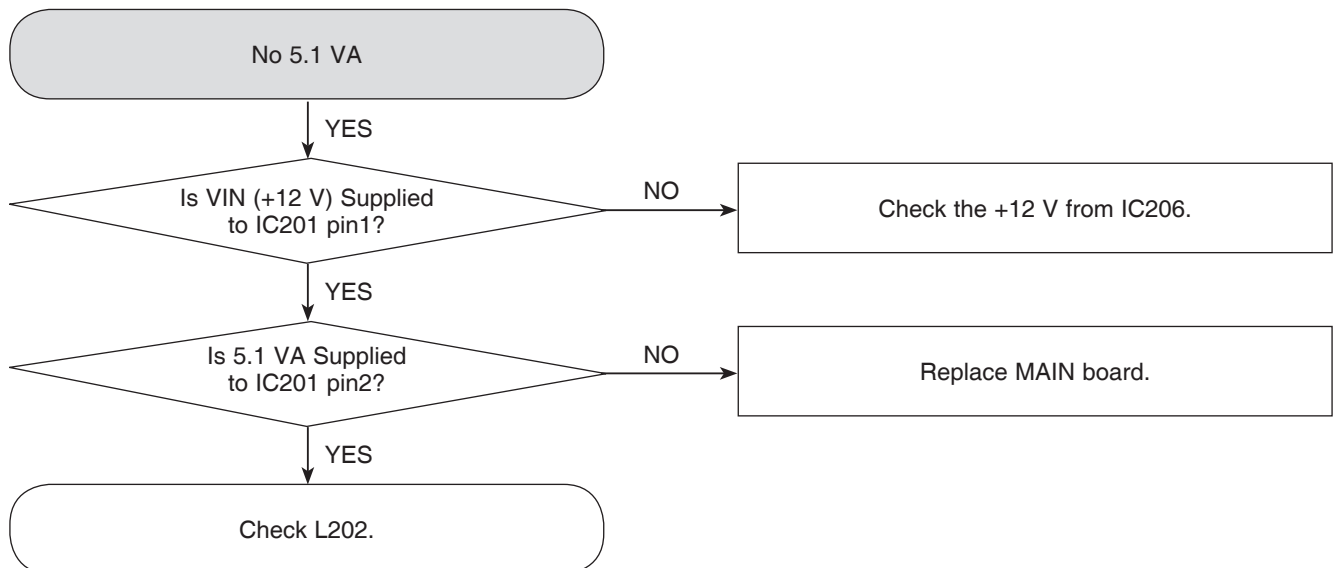 No 5.1 VA
YES
Is VIN (+12 V) Supplied
to IC201 pin1?
NO
Check the +12 V from IC206.
YES
Is 5.1 VA Supplied
to IC201 pin2?
NO
Replace MAIN board.
YES
Check L202.